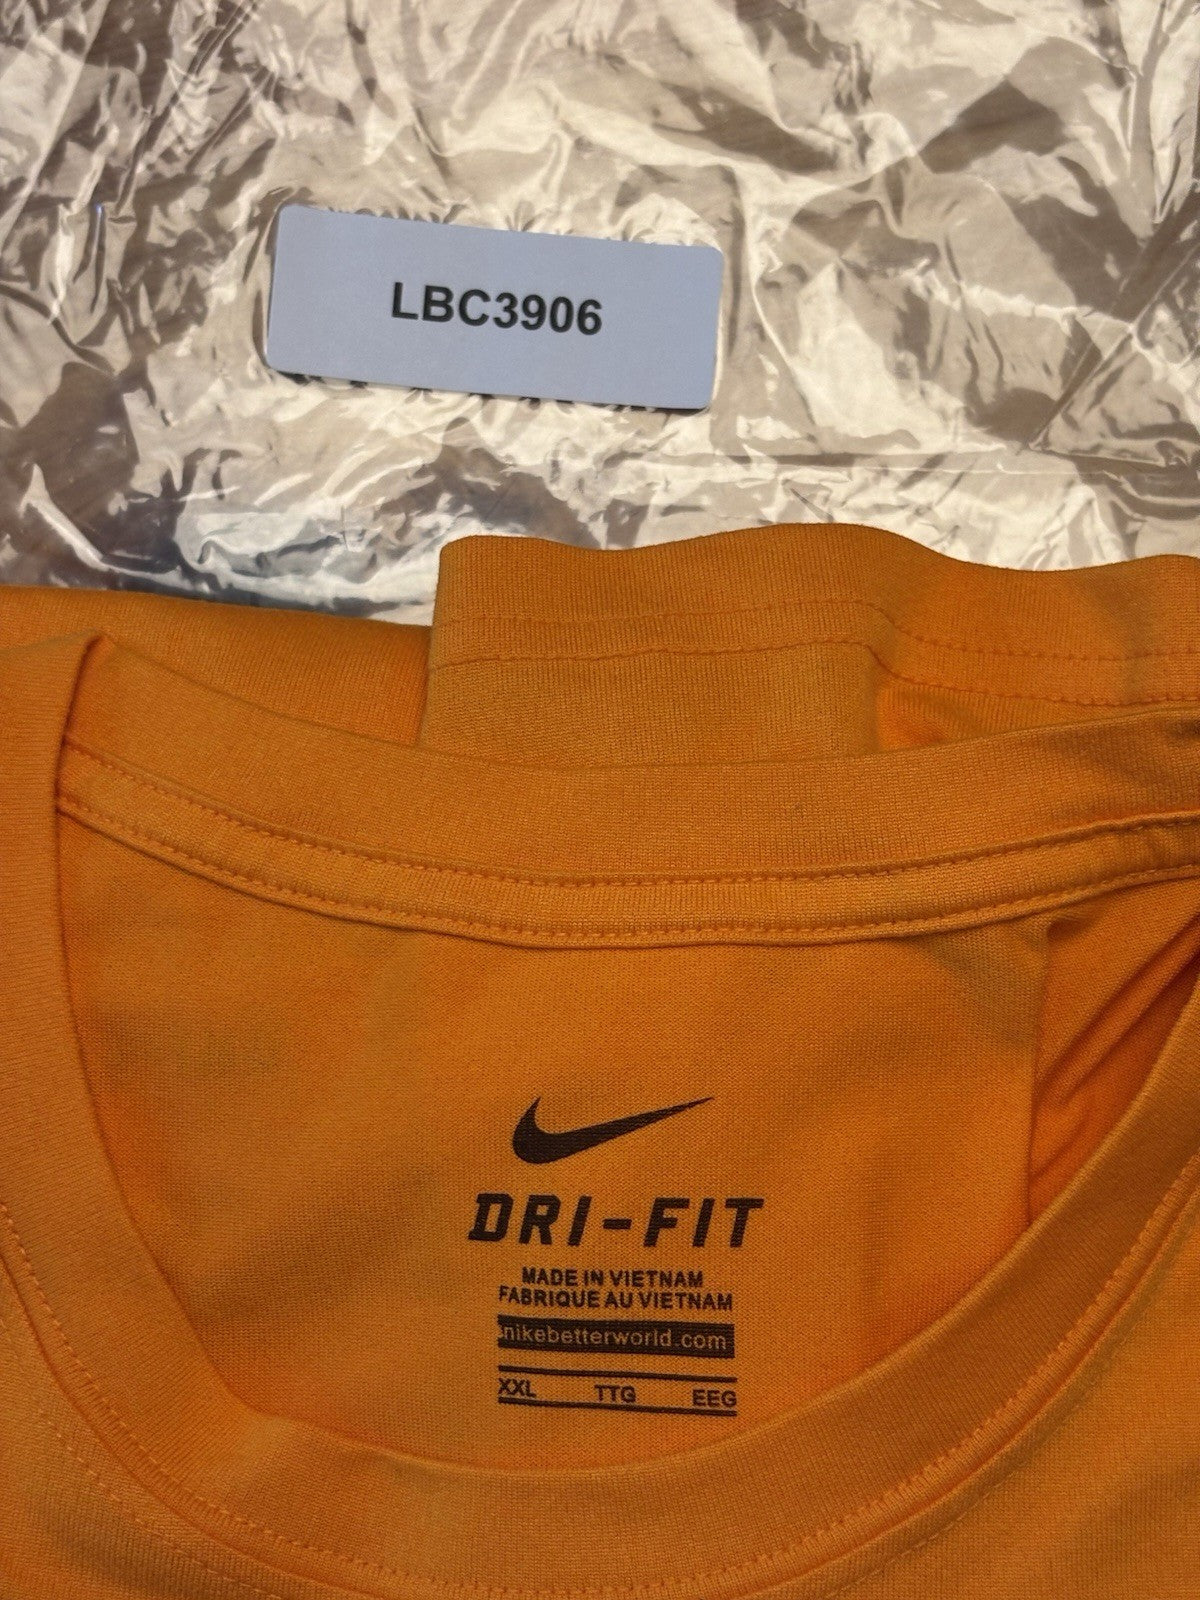 LBC3906
DRI-FIT
MADE IN VIETNAM
FABRIQUE AU VIETNAM
nikebetterworld.com
XXL TTG EEG